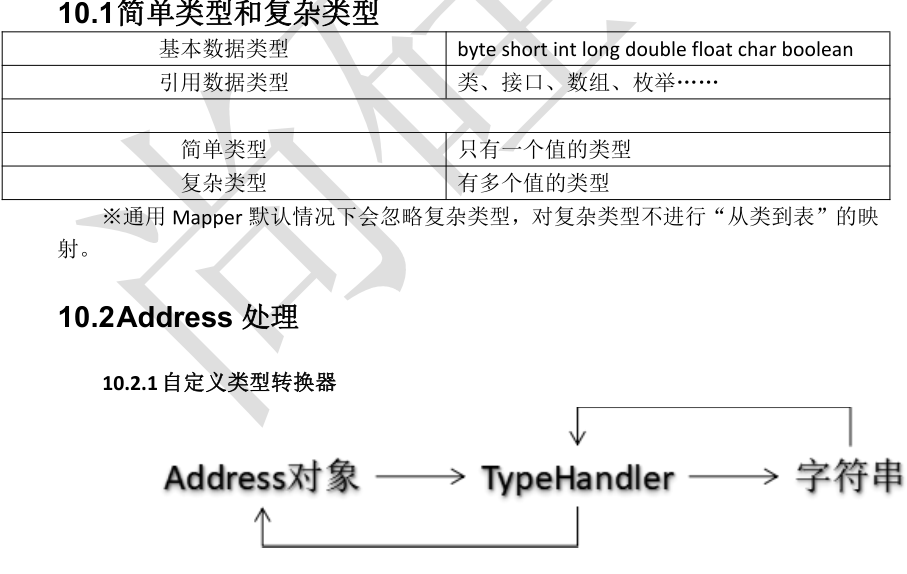 10.1简单类型和复杂类型
基本数据类型 byte short int long double float char boolean
引用数据类型 类、接口、数组、枚举……
简单类型 只有一个值的类型
复杂类型 有多个值的类型
※通用 Mapper 默认情况下会忽略复杂类型，对复杂类型不进行“从类到表”的映
射。
10.2Address 处理
10.2.1自定义类型转换器
Address对象 TypeHandler 字符串
尚硅